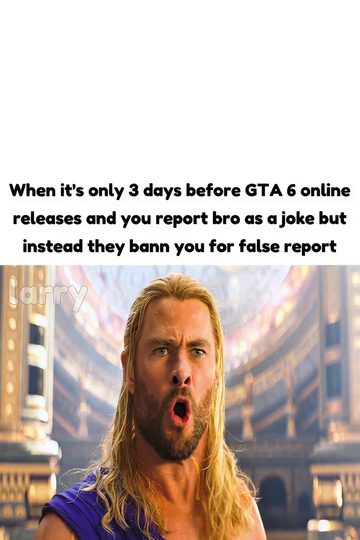 When it's only 3 days before GTA 6 online
releases and you report bro as a joke but
instead they bann you for false report
larry